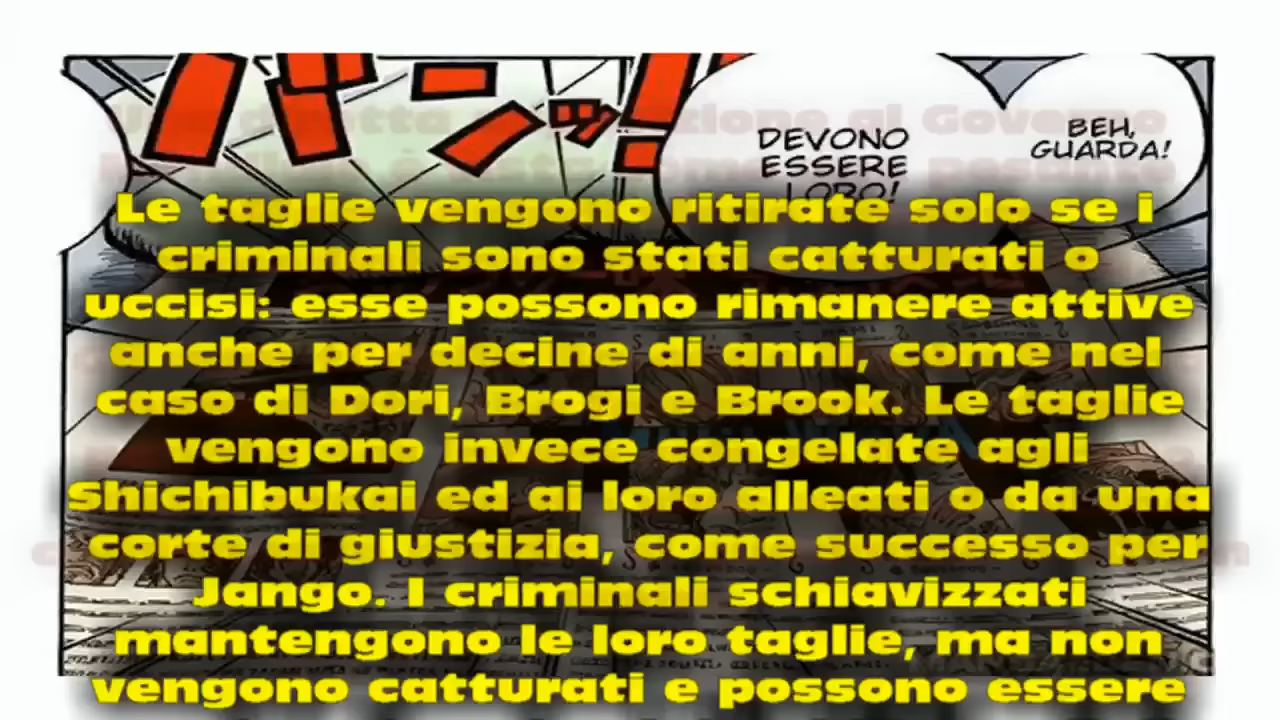 バンッ!
DEVONO
ESSERE
LORO!
BEH,
GUARDA!
Le taglie vengono ritirate solo se i
criminali sono stati catturati o
uccisi: esse possono rimanere attive
anche per decine di anni, come nel
caso di Dori, Brogi e Brook. Le taglie
vengono invece congelate agli
Shichibukai ed ai loro alleati o da una
corte di giustizia, come successo per
Jango. I criminali schiavizzati
mantengono le loro taglie, ma non
vengono catturati e possono essere